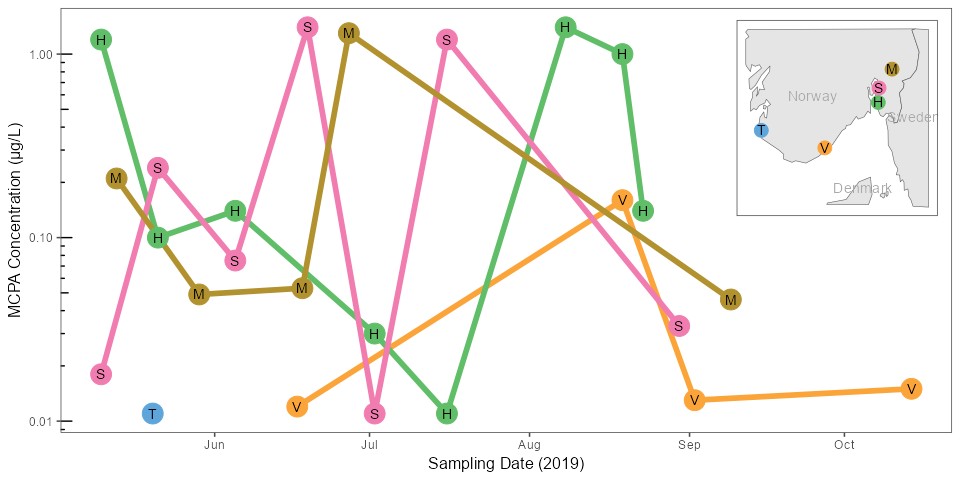 MCPA Concentration (µg/L)
1.00
0.10
0.01
H
S
H
M
S
H
S
M
M
S
T
V
M
H
S
S
H
H
H
V
H
S
M
V
V
Jun
Jul
Aug
Sep
Oct
Sampling Date (2019)
M
S
Norway
H
Sweden
T
V
Denmark